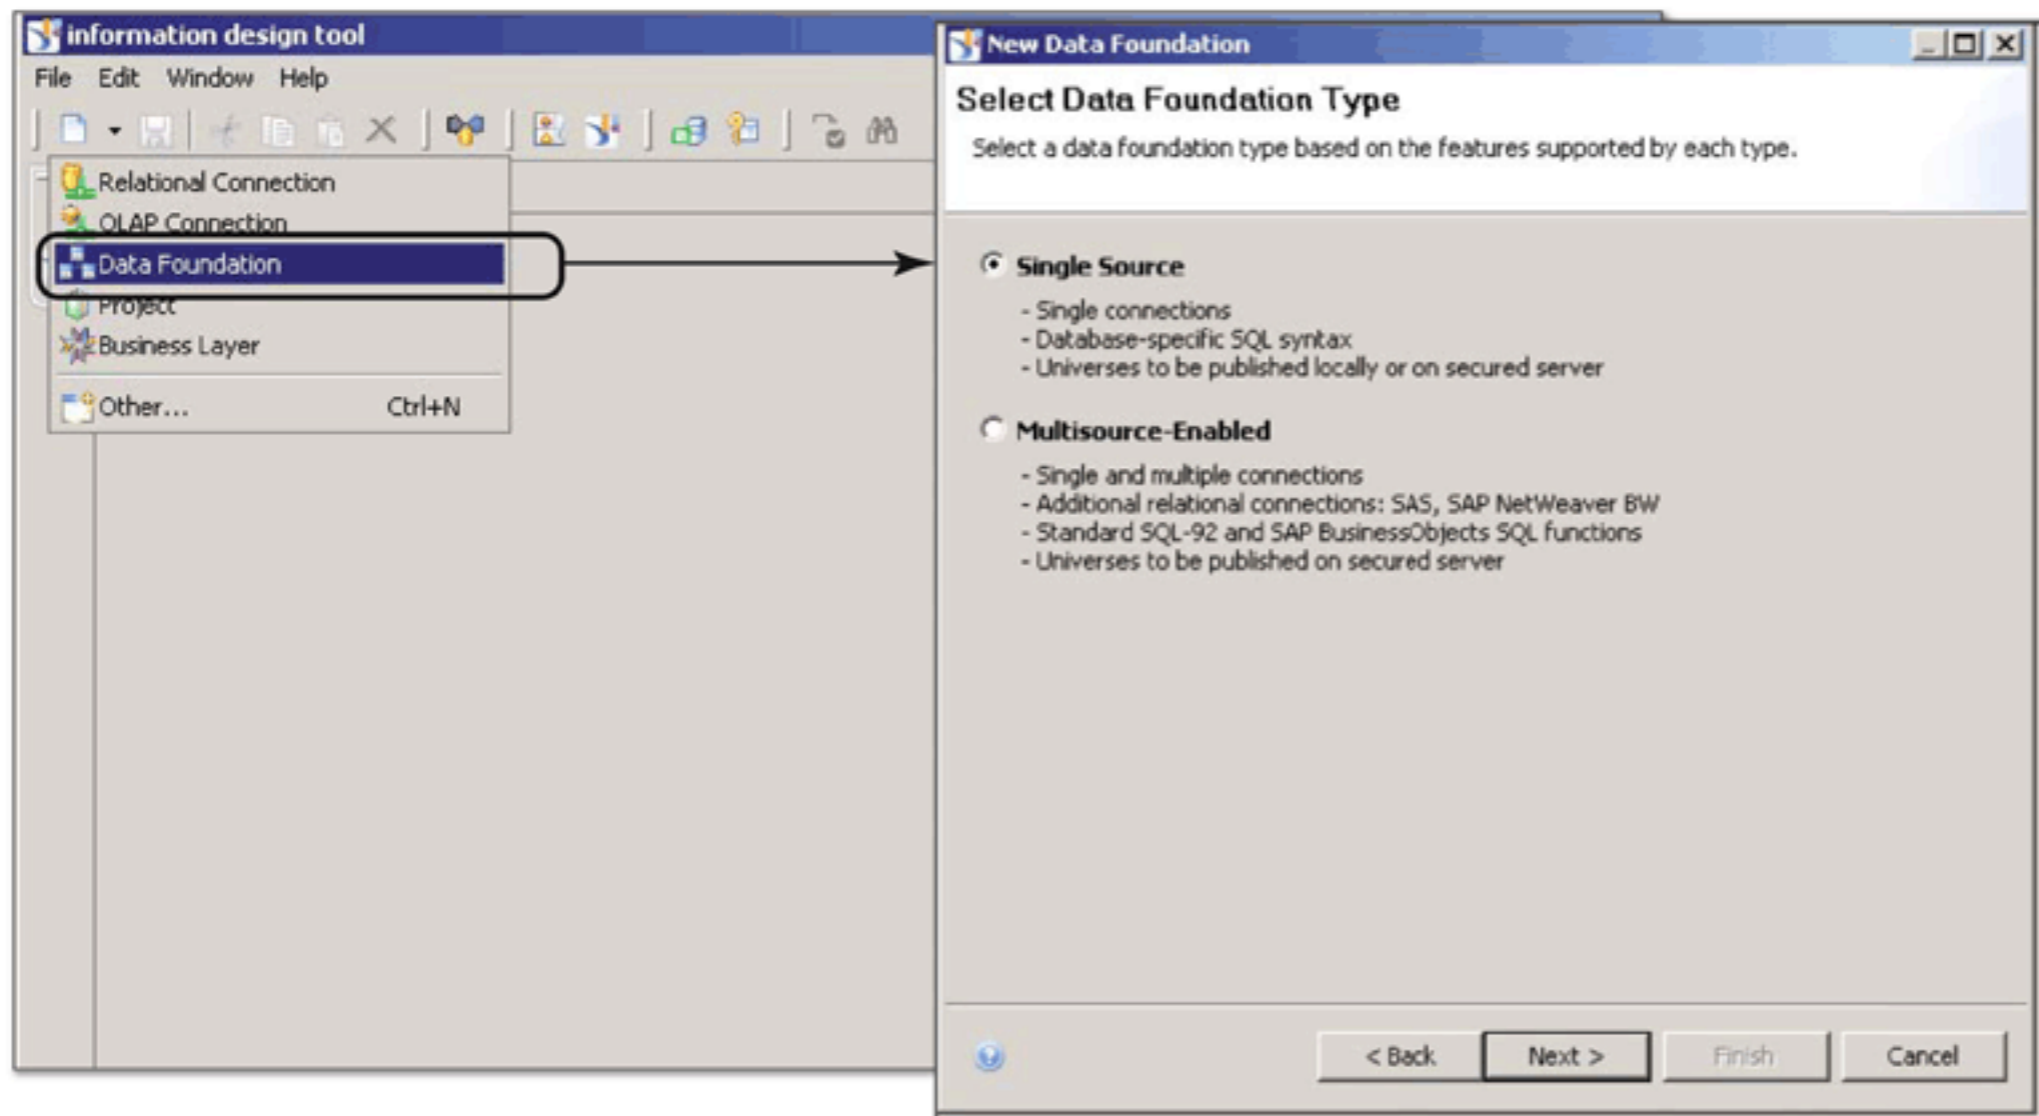 information design tool
File Edit Window Help
Relational Connection
OLAP Connection
Data Foundation
Project
Business Layer
Other... Ctrl+N
New Data Foundation
Select Data Foundation Type
Select a data foundation type based on the features supported by each type.
Single Source
- Single connections
- Database-specific SQL syntax
- Universes to be published locally or on secured server
Multisource-Enabled
- Single and multiple connections
- Additional relational connections: SAS, SAP NetWeaver BW
- Standard SQL-92 and SAP BusinessObjects SQL functions
- Universes to be published on secured server
< Back Next > Finish Cancel